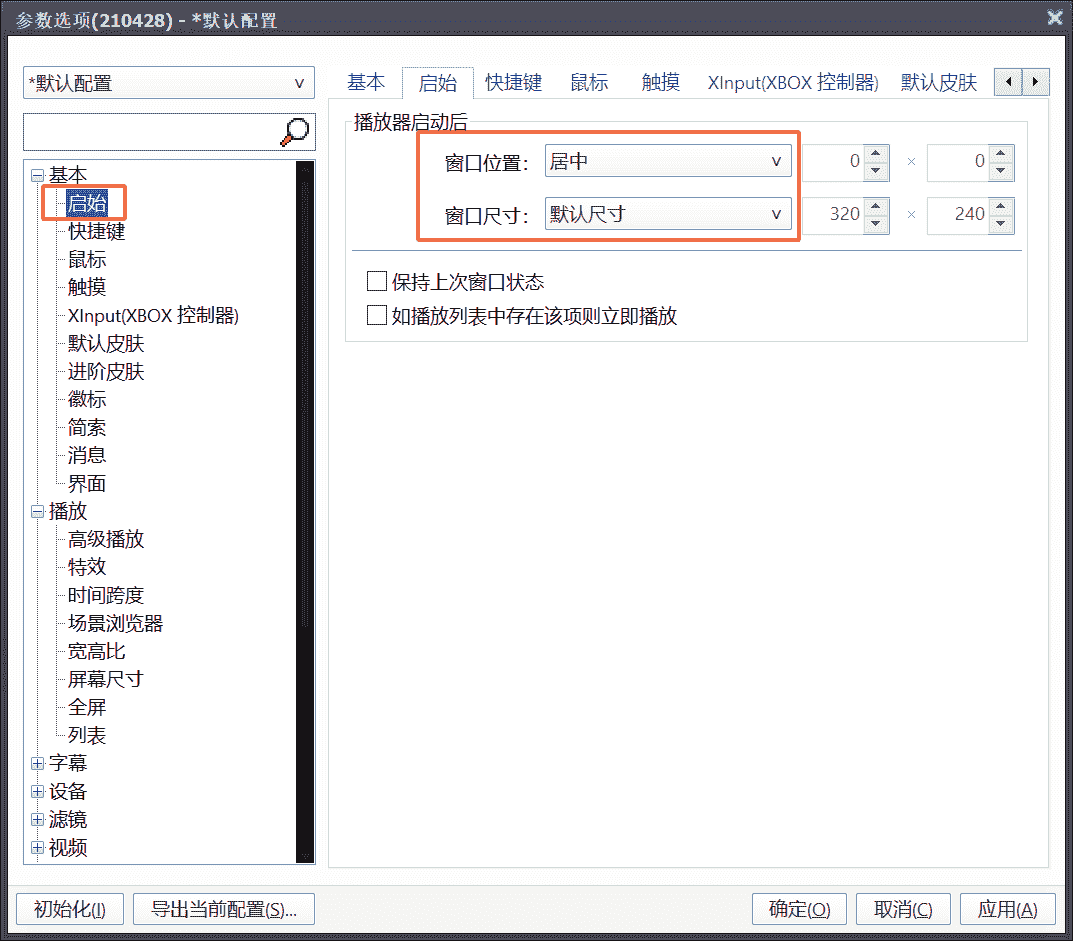 参数选项(210428) - *默认配置
*默认配置
基本
启始
快捷键
鼠标
触摸
XInput(XBOX 控制器)
默认皮肤
进阶皮肤
徽标
简索
消息
界面
播放
高级播放
特效
时间跨度
场景浏览器
宽高比
屏幕尺寸
全屏
列表
字幕
设备
滤镜
视频
基本 启始 快捷键 鼠标 触摸 XInput(XBOX 控制器) 默认皮肤
播放器启动后
窗口位置: 居中 0 × 0
窗口尺寸: 默认尺寸 320 × 240
保持上次窗口状态
如播放列表中存在该项则立即播放
初始化(I) 导出当前配置(S)... 确定(O) 取消(C) 应用(A)